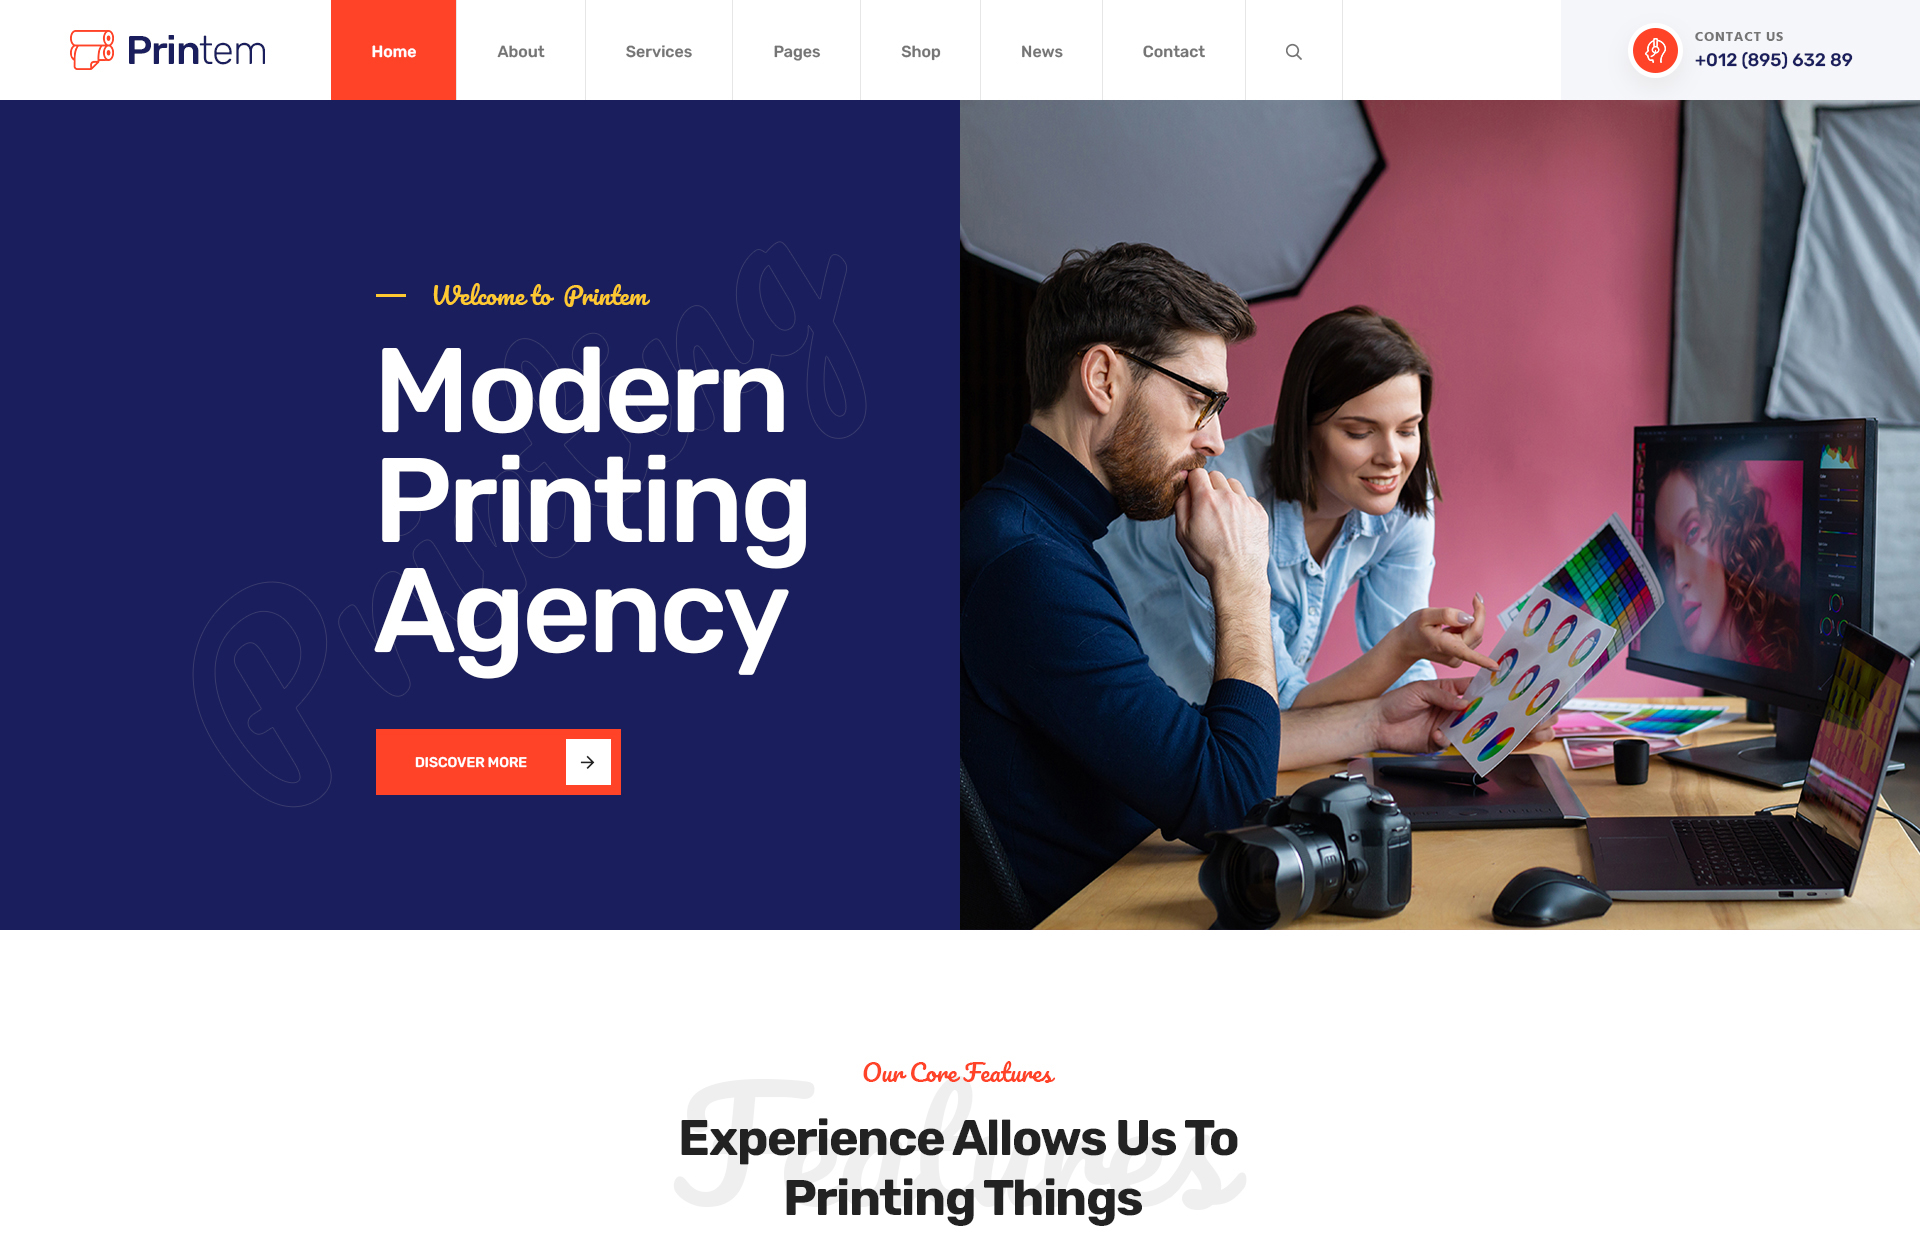 Printem
Home
About
Services
Pages
Shop
News
Contact
CONTACT US
+012 (895) 632 89
Welcome to Printem
Printing
Modern
Printing
Agency
DISCOVER MORE
Our Core Features
Features
Experience Allows Us To
Printing Things